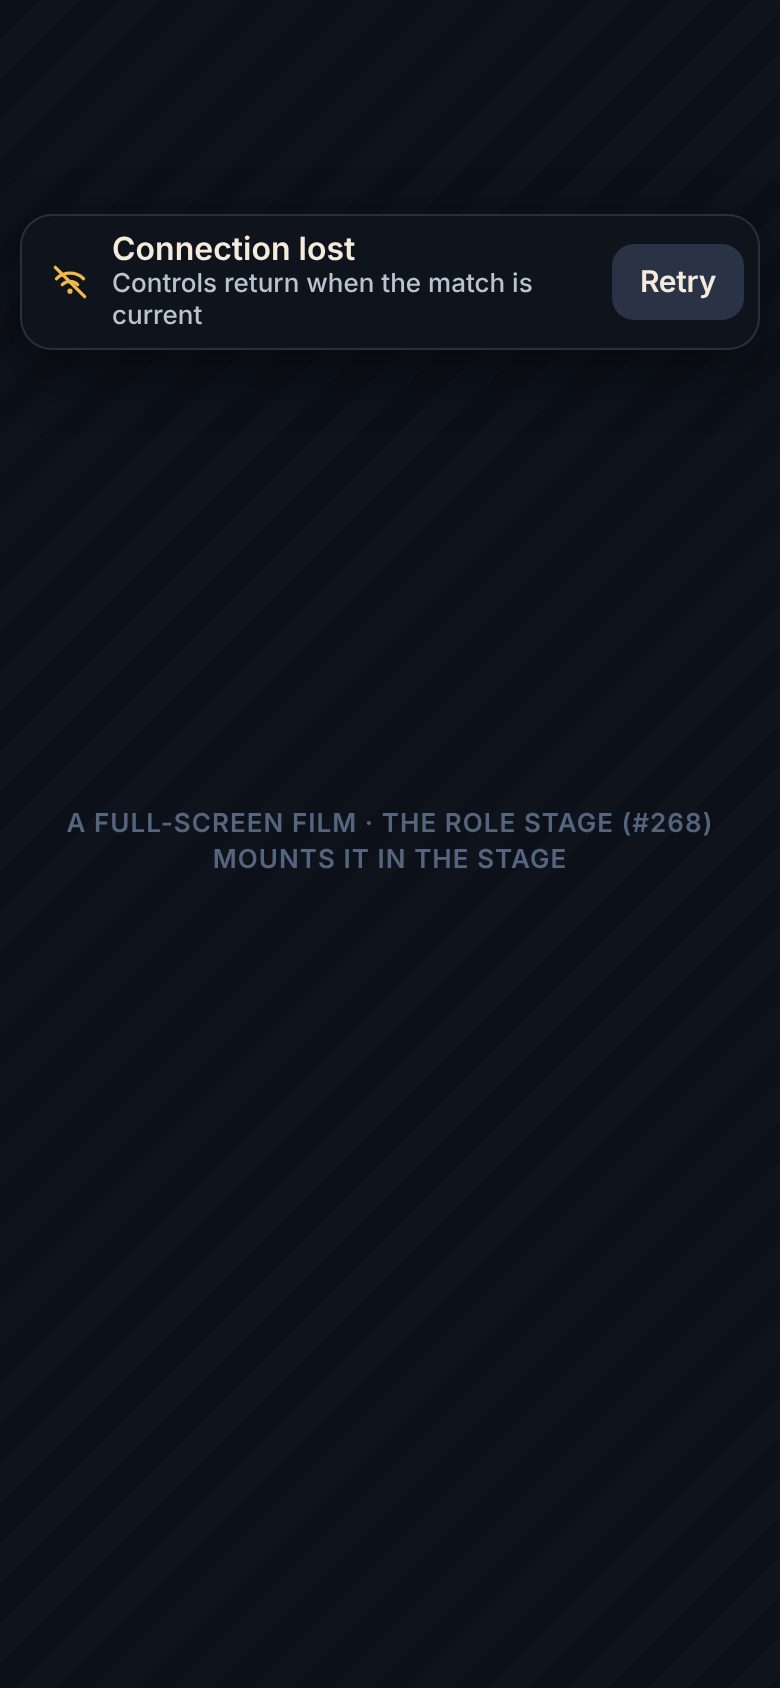 Connection lost
Controls return when the match is
current
Retry
A FULL-SCREEN FILM · THE ROLE STAGE (#268)
MOUNTS IT IN THE STAGE